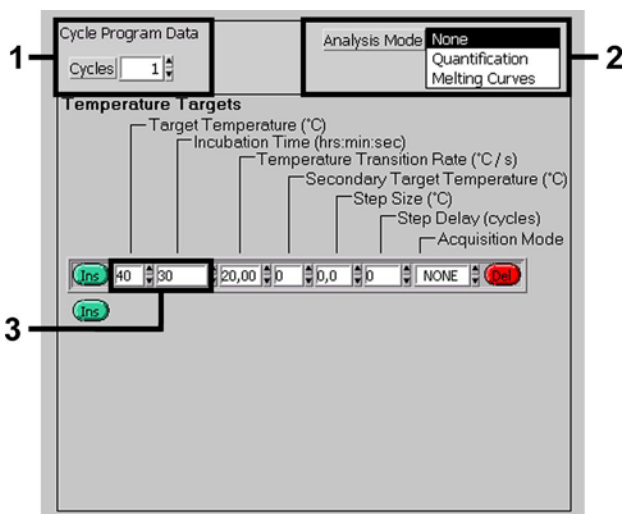 Cycle Program Data
Cycles 1
Analysis Mode None
Quantification
Melting Curves
1
2
Temperature Targets
Target Temperature (°C)
Incubation Time (hrs:min:sec)
Temperature Transition Rate (°C / s)
Secondary Target Temperature (°C)
Step Size (°C)
Step Delay (cycles)
Acquisition Mode
Ins 40 30 20,00 0 0,0 0 NONE Del
Ins
3